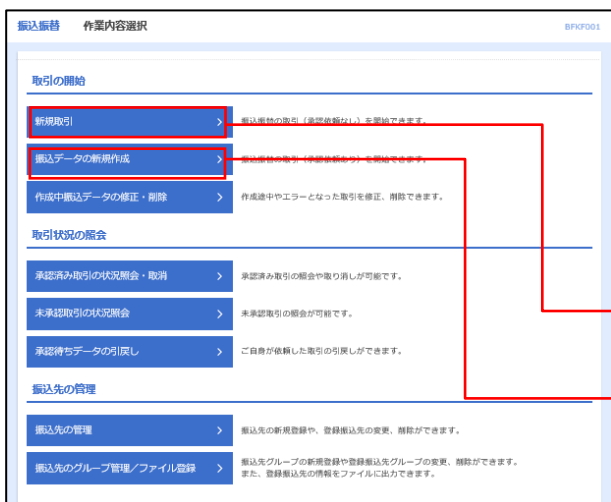 振込振替 作業内容選択 BFKF001
取引の開始
新規取引 > 振込振替の取引（承認依頼なし）を開始できます。
振込データの新規作成 > 振込振替の取引（承認依頼あり）を開始できます。
作成中振込データの修正・削除 > 作成途中やエラーとなった取引を修正、削除できます。
取引状況の照会
承認済み取引の状況照会・取消 > 承認済み取引の照会や取り消しが可能です。
未承認取引の状況照会 > 未承認取引の照会が可能です。
承認待ちデータの引戻し > ご自身が依頼した取引の引戻しができます。
振込先の管理
振込先の管理 > 振込先の新規登録や、登録振込先の変更、削除ができます。
振込先のグループ管理／ファイル登録 > 振込先グループの新規登録や登録振込先グループの変更、削除ができます。
また、登録振込先の情報をファイルに出力できます。